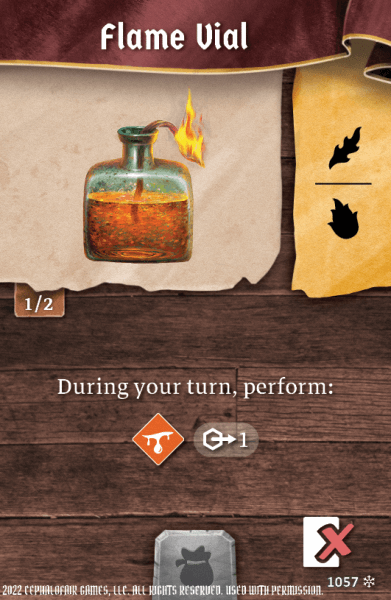 Flame Vial
1/2
During your turn, perform:
1
1057
2022 CEPHALOFAIR GAMES, LLC. ALL RIGHTS RESERVED. USED WITH PERMISSION.